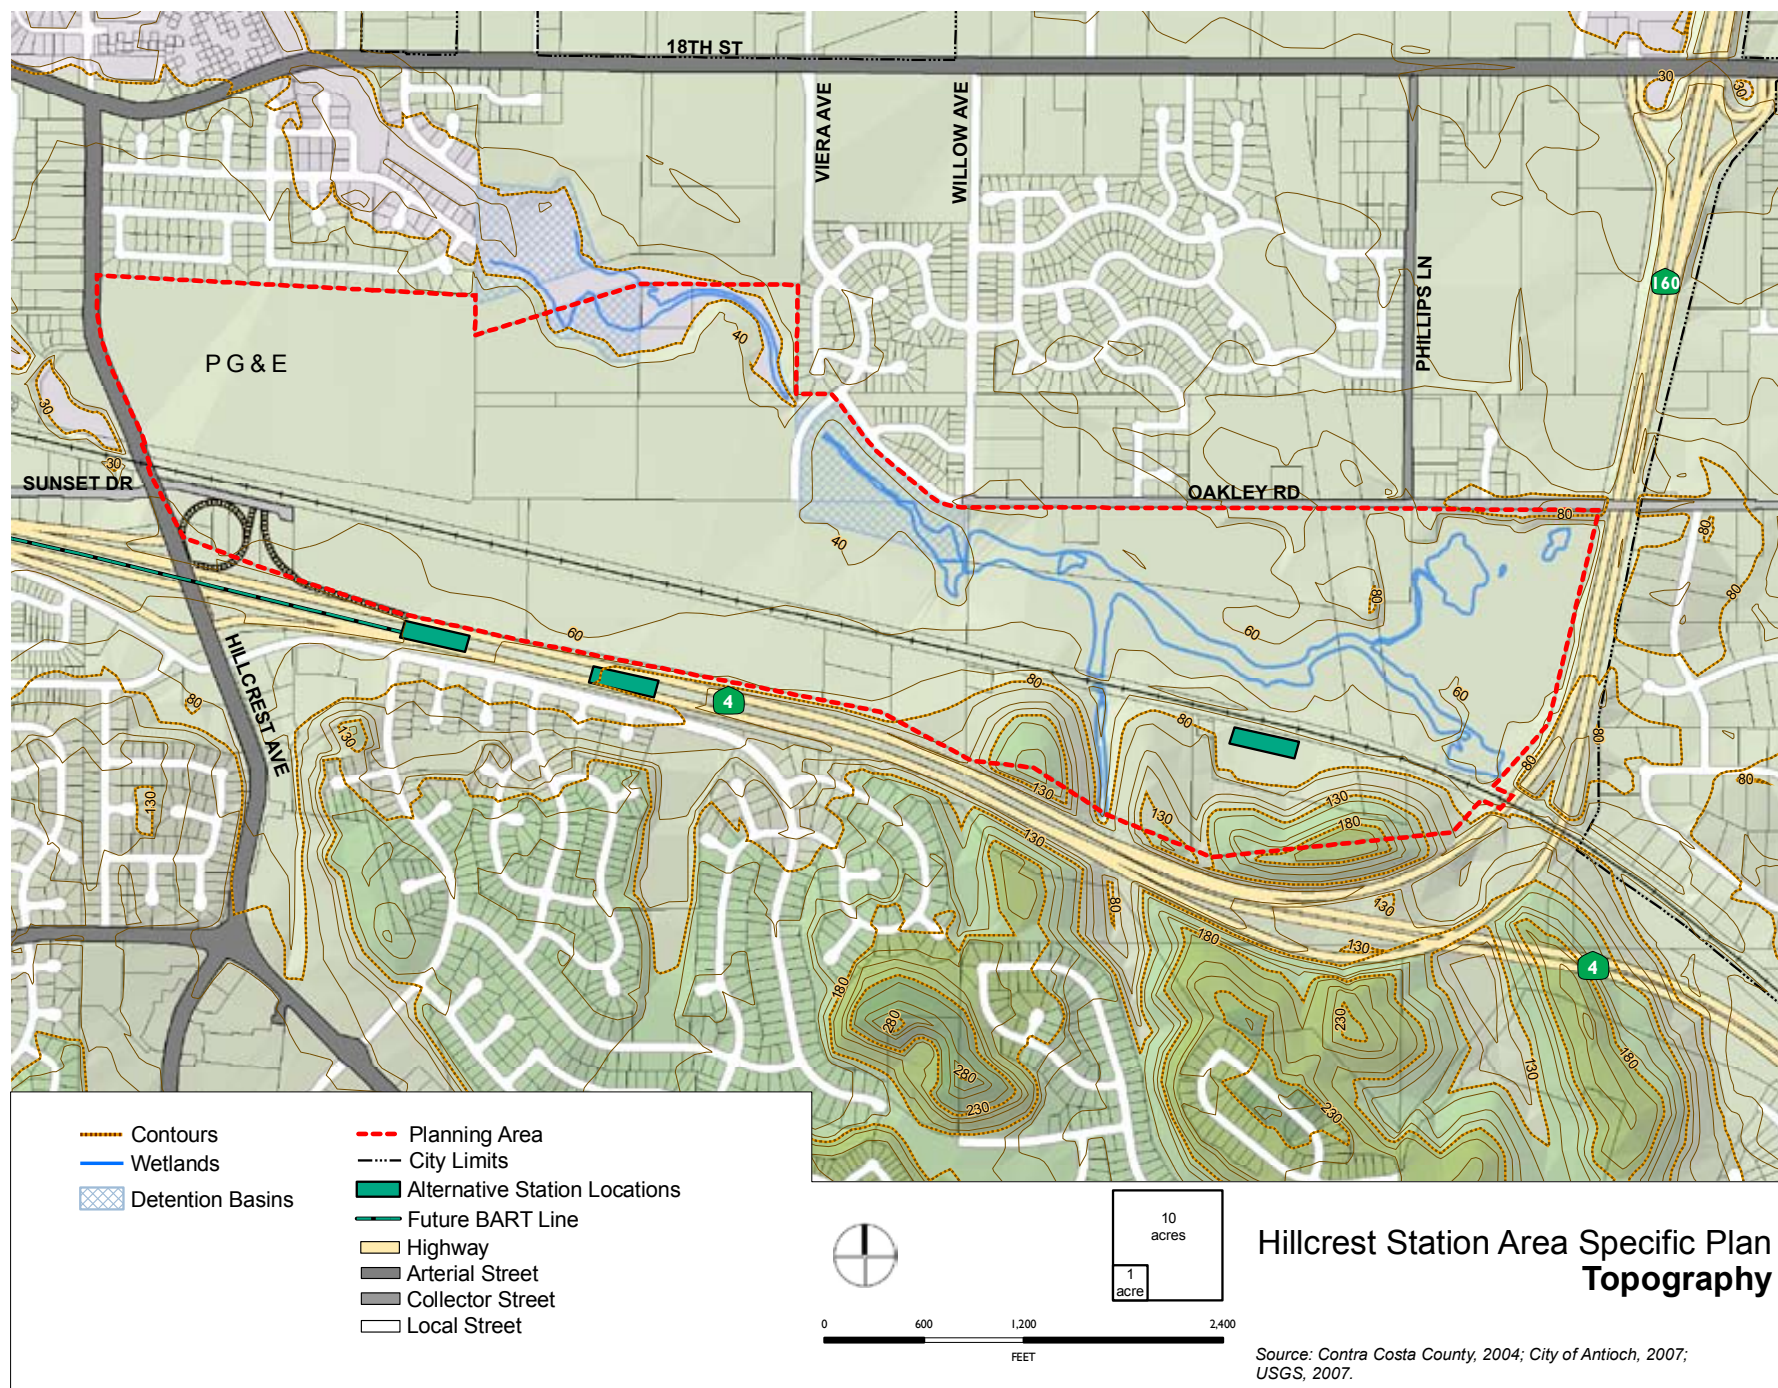 18TH ST
VIERA AVE
WILLOW AVE
PHILLIPS LN
30
30
160
PG&E
40
30
30
SUNSET DR
OAKLEY RD
80
80
40
80
80
60
60
HILLCREST AVE
80
4
80
60
80
80
130
80
80
130
130
130
130
180
130
80
130
180
130
4
180
280
230
280
230
180
130
230
Contours
Wetlands
Detention Basins
Planning Area
City Limits
Alternative Station Locations
Future BART Line
Highway
Arterial Street
Collector Street
Local Street
10
acres
1
acre
0 600 1,200 2,400
FEET
Hillcrest Station Area Specific Plan
Topography
Source: Contra Costa County, 2004; City of Antioch, 2007;
USGS, 2007.